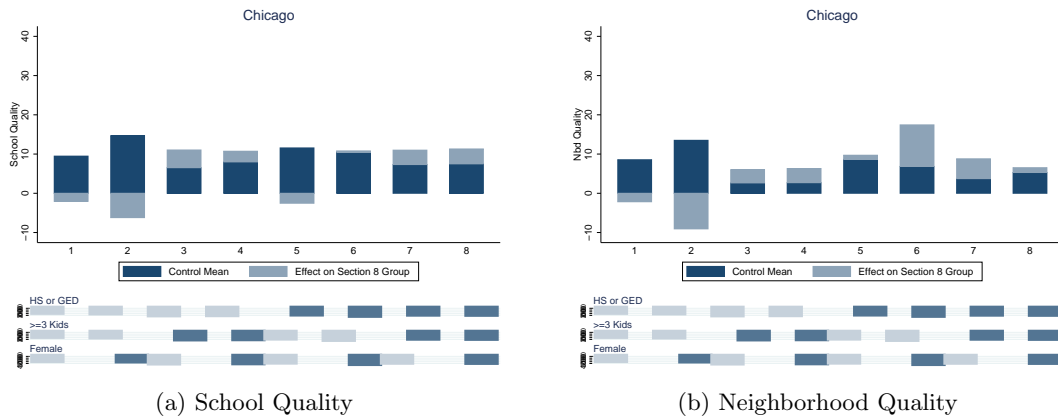 Chicago
School Quality
40
30
20
10
0
−10
1 2 3 4 5 6 7 8
Control Mean Effect on Section 8 Group
HS or GED
>=3 Kids
Female
(a) School Quality
Chicago
Nbd Quality
40
30
20
10
0
−10
1 2 3 4 5 6 7 8
Control Mean Effect on Section 8 Group
HS or GED
>=3 Kids
Female
(b) Neighborhood Quality